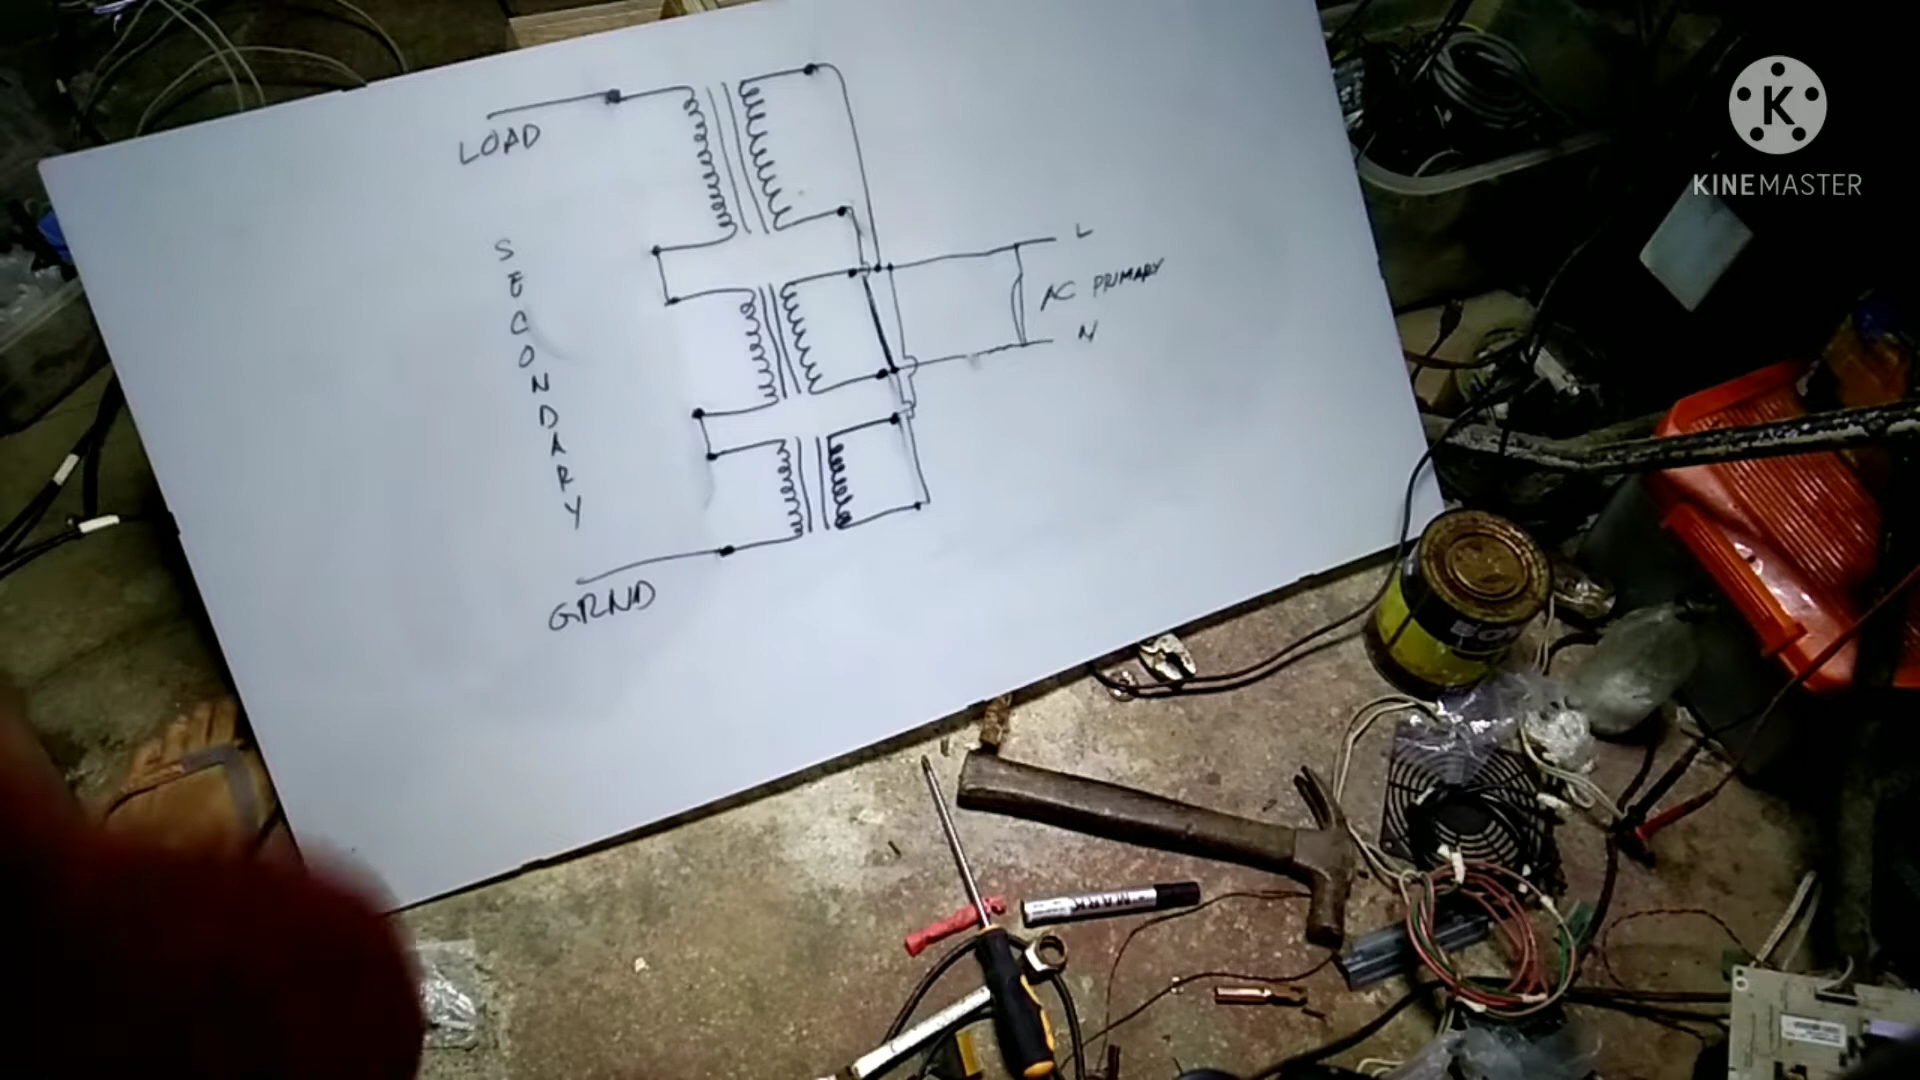 KINEMASTER
LOAD
SECONDARY
L
AC PRIMARY
N
GRND